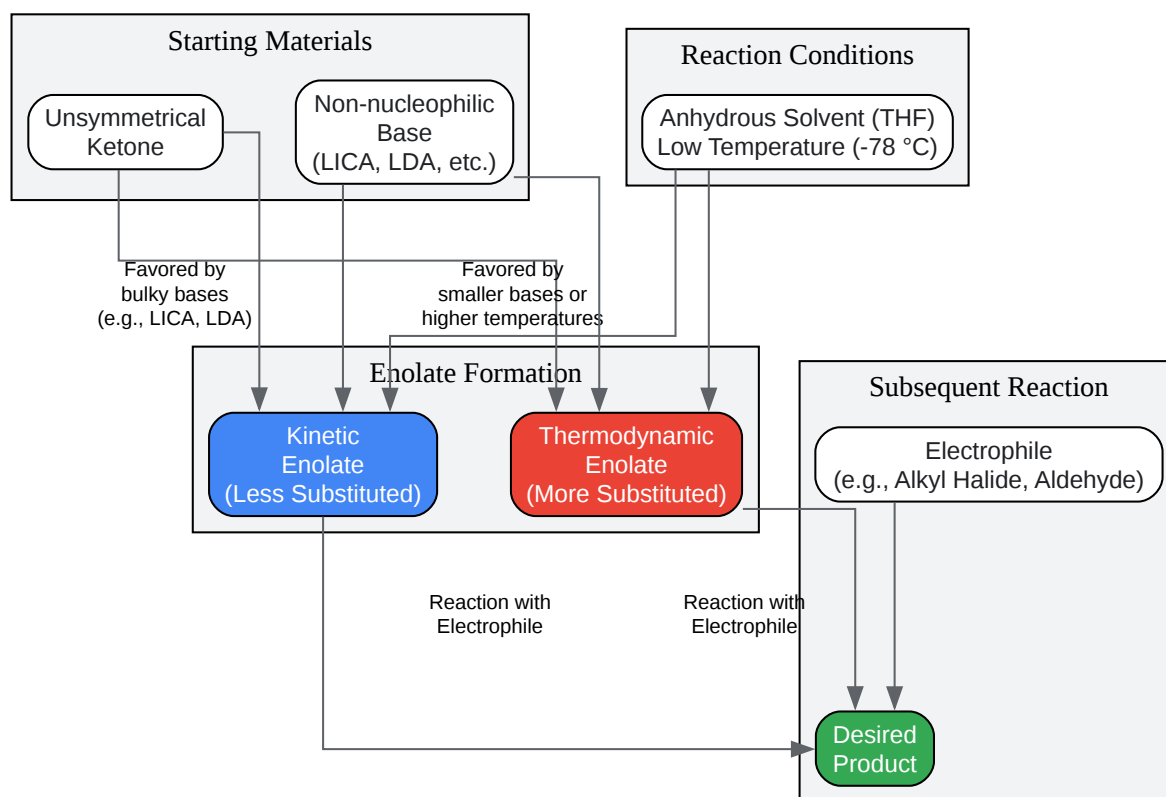 Starting Materials
Unsymmetrical
Ketone
Non-nucleophilic
Base
(LICA, LDA, etc.)
Reaction Conditions
Anhydrous Solvent (THF)
Low Temperature (-78 °C)
Favored by
bulky bases
(e.g., LICA, LDA)
Favored by
smaller bases or
higher temperatures
Enolate Formation
Kinetic
Enolate
(Less Substituted)
Thermodynamic
Enolate
(More Substituted)
Subsequent Reaction
Electrophile
(e.g., Alkyl Halide, Aldehyde)
Reaction with
Electrophile
Reaction with
Electrophile
Desired
Product